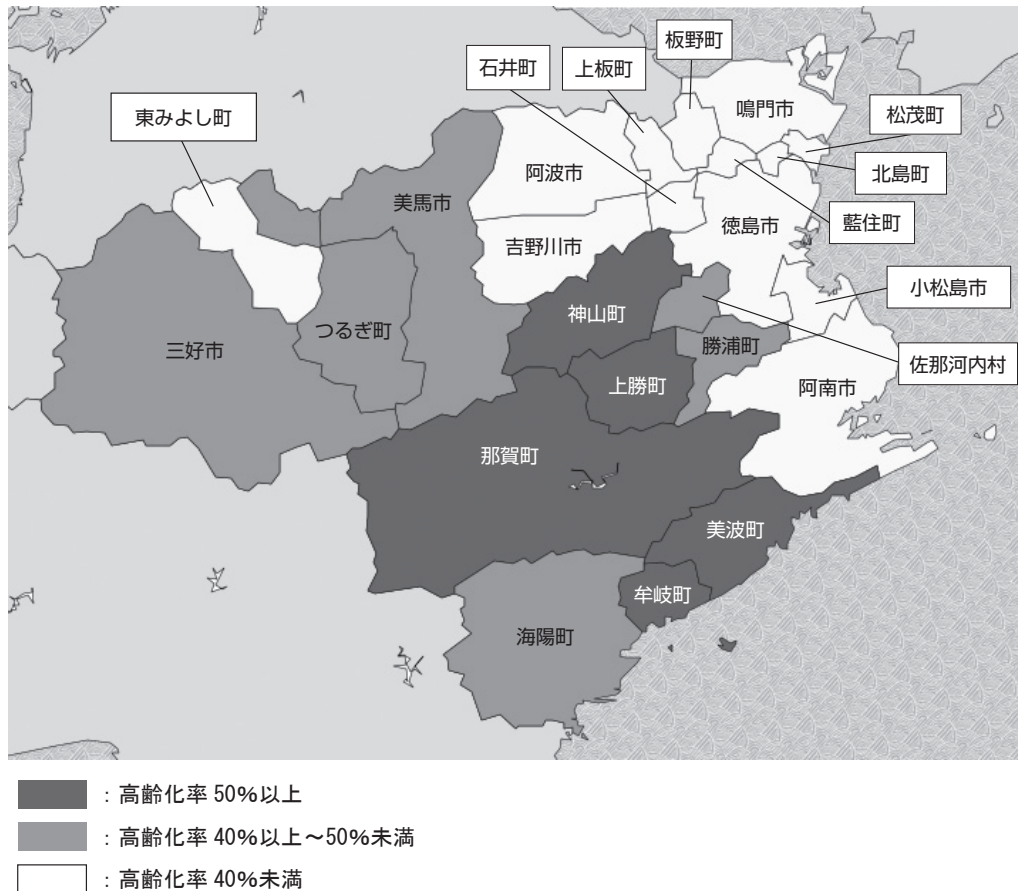 板野町
石井町
上板町
鳴門市
松茂町
東みよし町
北島町
阿波市
美馬市
藍住町
徳島市
吉野川市
小松島市
神山町
つるぎ町
三好市
勝浦町
佐那河内村
上勝町
阿南市
那賀町
美波町
牟岐町
海陽町
：高齢化率 50%以上
：高齢化率 40%以上～50%未満
：高齢化率 40%未満